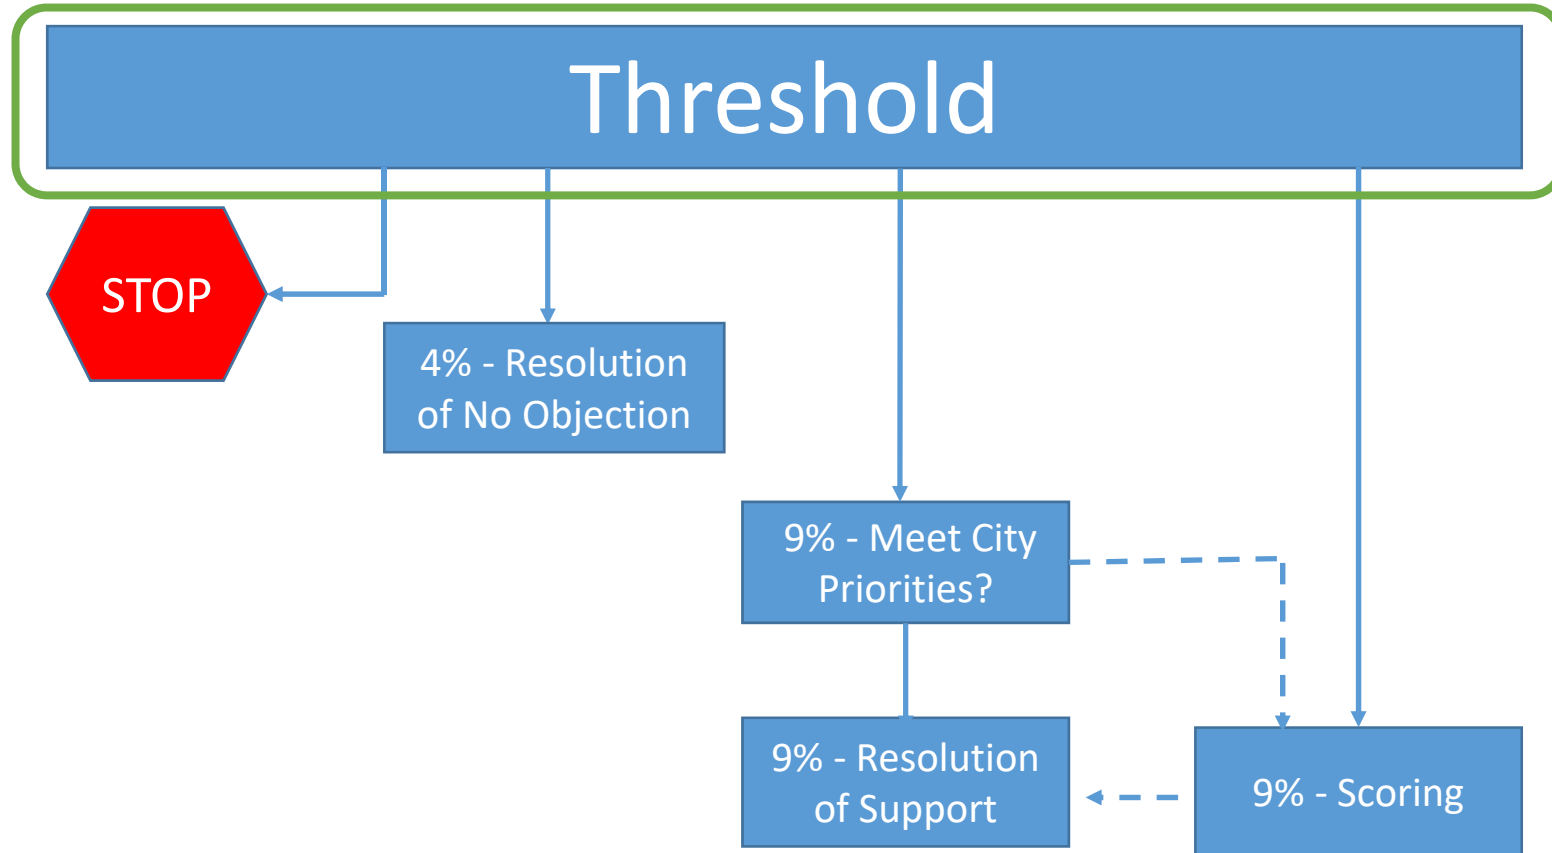 Threshold
STOP
4% - Resolution
of No Objection
9% - Meet City
Priorities?
9% - Resolution
of Support
9% - Scoring